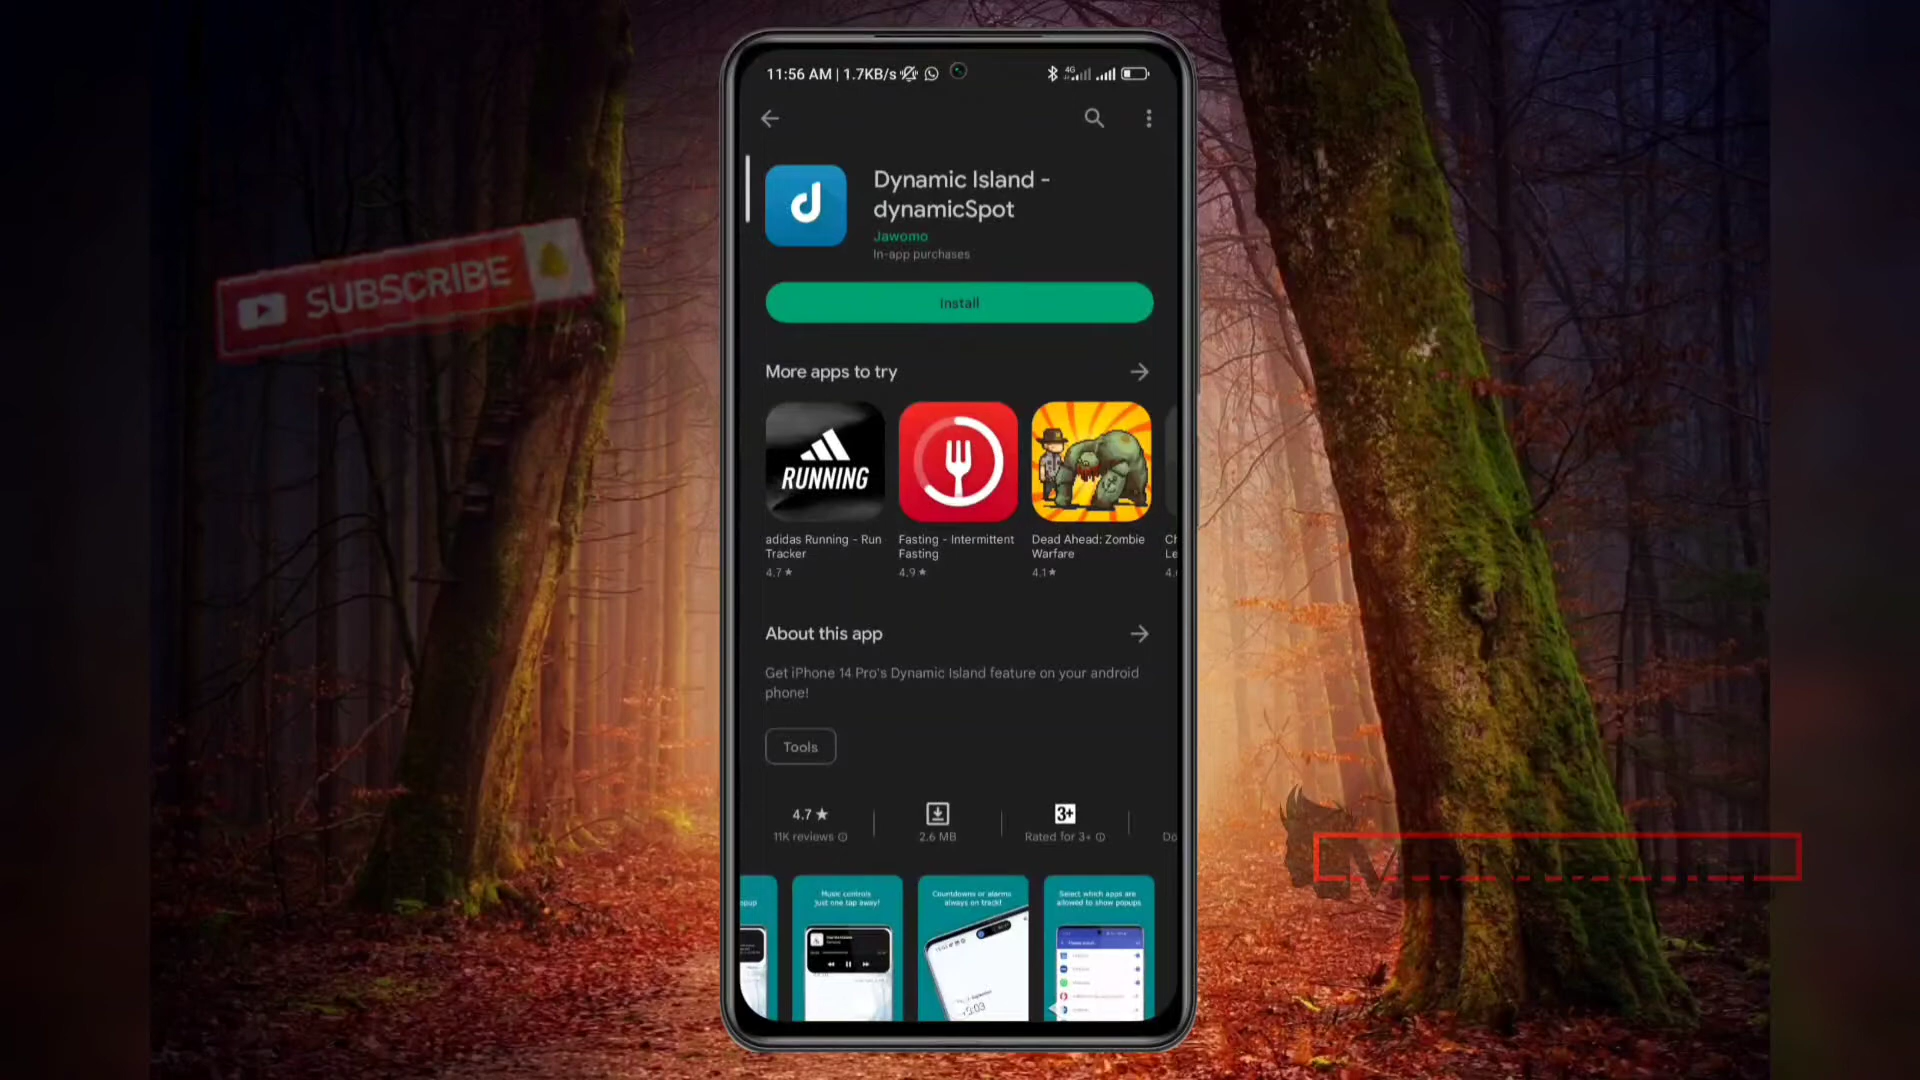 11:56 AM | 1.7KB/s
4G
Dynamic Island -
dynamicSpot
Jawomo
In-app purchases
Install
SUBSCRIBE
More apps to try
RUNNING
adidas Running - Run
Tracker
4.7★
Fasting - Intermittent
Fasting
4.9★
Dead Ahead: Zombie
Warfare
4.1★
About this app
Get iPhone 14 Pro's Dynamic Island feature on your android
phone!
Tools
4.7★
11K reviews
2.6 MB
3+
Rated for 3+
Music controls
just one tap away!
Countdowns or alarms
always on track!
Select which apps are
allowed to show popups